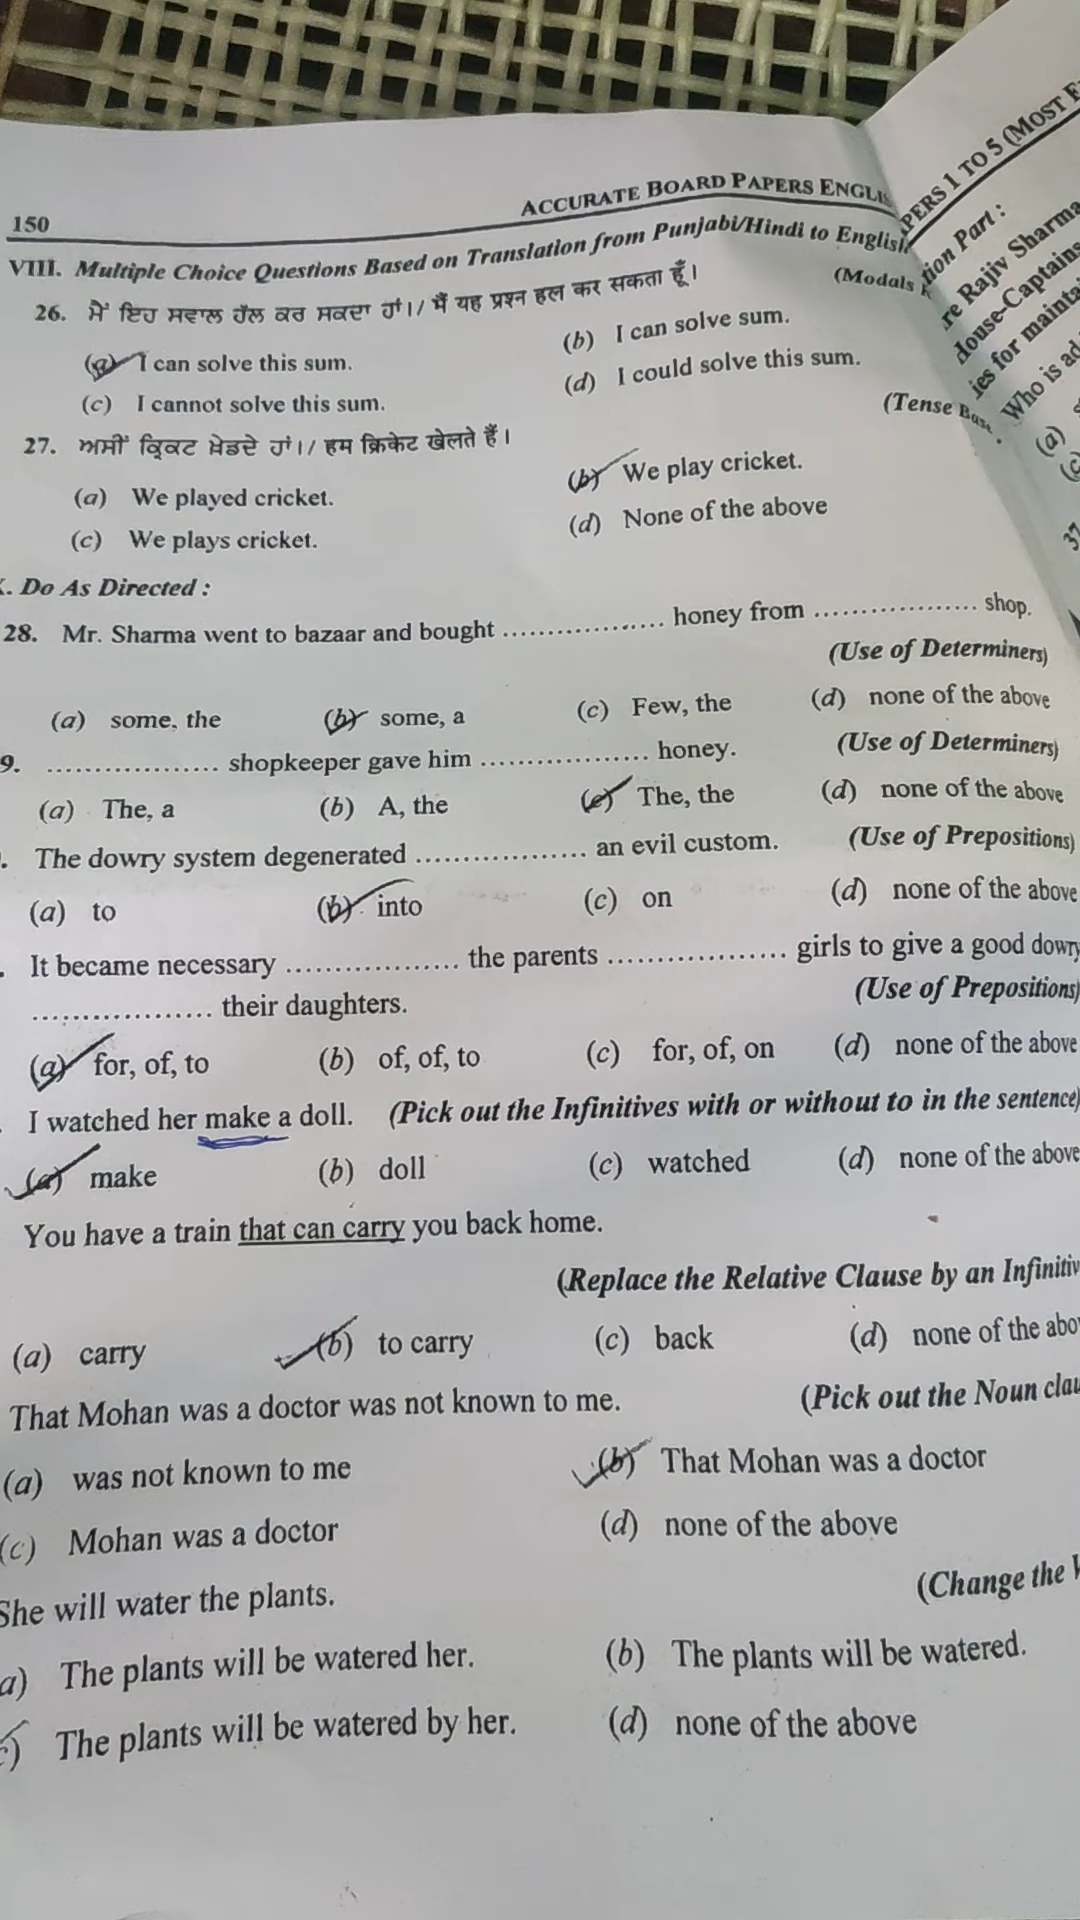 150
ACCURATE BOARD PAPERS
VIII. Multiple Choice Questions Based on Translation from Punjabi/Hindi to
(Modals
26. ਮੈਂ ਇਹ ਸਵਾਲ ਹੱਲ ਕਰ ਸਕਦਾ ਹਾਂ।/ मैं यह प्रश्न हल कर सकता हूँ।
(a) I can solve this sum.
(b) I can solve sum.
(c) I cannot solve this sum.
(d) I could solve this sum.
(Tense
27. ਅਸੀਂ ਕ੍ਰਿਕਟ ਖੇਡਦੇ ਹਾਂ।/ हम क्रिकेट खेलते हैं।
(a) We played cricket.
(b) We play cricket.
(c) We plays cricket.
(d) None of the above
. Do As Directed :
28. Mr. Sharma went to bazaar and bought .................. honey from .................. shop.
(Use of Determiners)
(a) some, the
(b) some, a
(c) Few, the
(d) none of the above
9. .................. shopkeeper gave him .................. honey.
(Use of Determiners)
(a) The, a
(b) A, the
(c) The, the
(d) none of the above
. The dowry system degenerated .................. an evil custom.
(Use of Prepositions)
(a) to
(b) into
(c) on
(d) none of the above
. It became necessary .................. the parents .................. girls to give a good dowry
.................. their daughters.
(Use of Prepositions)
(a) for, of, to
(b) of, of, to
(c) for, of, on
(d) none of the above
I watched her make a doll. (Pick out the Infinitives with or without to in the sentence)
(a) make
(b) doll
(c) watched
(d) none of the above
You have a train that can carry you back home.
(Replace the Relative Clause by an
(a) carry
(b) to carry
(c) back
(d) none of the
That Mohan was a doctor was not known to me.
(Pick out the Noun
(a) was not known to me
(b) That Mohan was a doctor
(c) Mohan was a doctor
(d) none of the above
She will water the plants.
(Change the
a) The plants will be watered her.
(b) The plants will be watered.
) The plants will be watered by her.
(d) none of the above
PERS 1 TO 5 (MOST
Part :
Rajiv Sharma
House-Captains
for
Who is
(a)
37